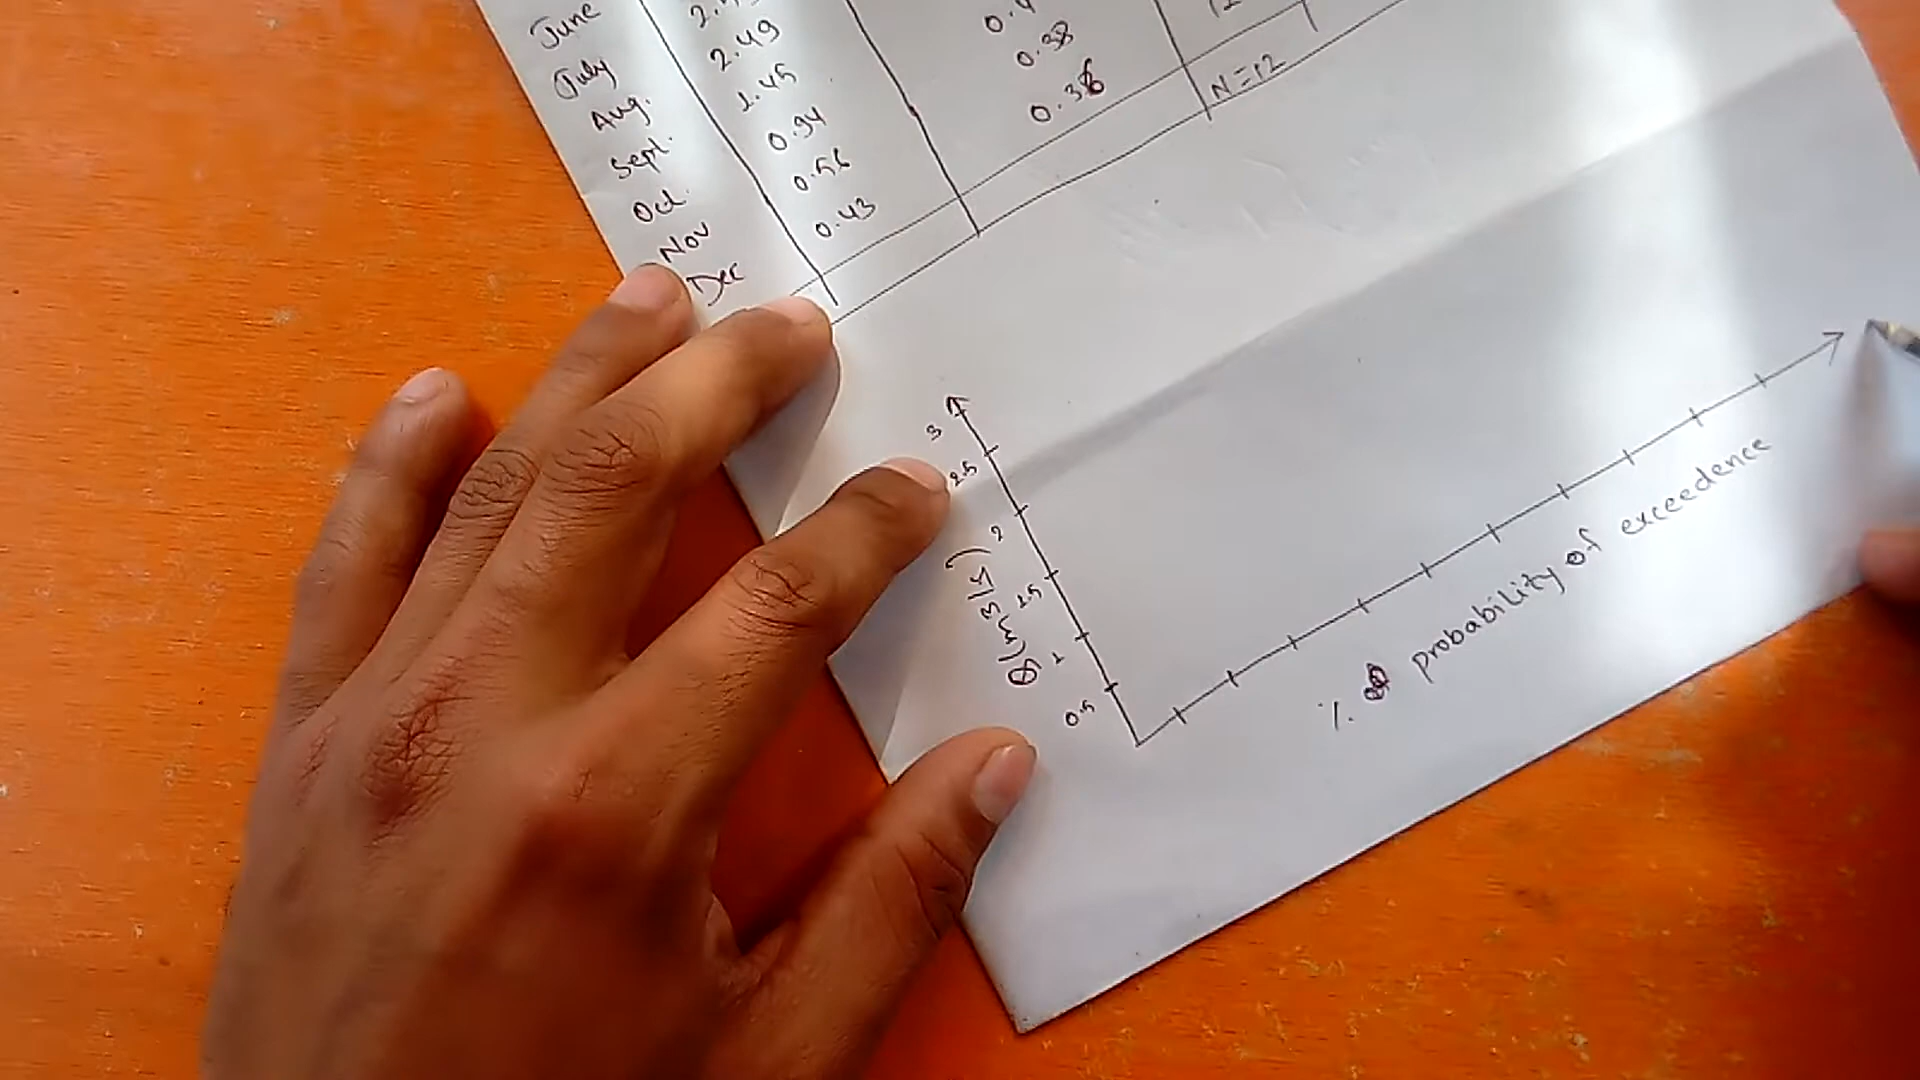 June
July 2.49 0.38
Aug. 1.45 0.36
Sept. 0.94 N=12
Oct. 0.56
Nov 0.43
Dec
3
2.5
2
1.5
1
0.5
Q(m3/s)
% probability of exceedence